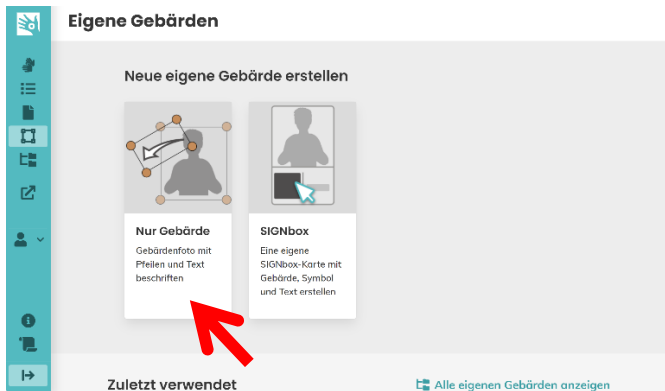 Eigene Gebärden
Neue eigene Gebärde erstellen
Nur Gebärde
Gebärdenfoto mit
Pfeilen und Text
beschriften
SIGNbox
Eine eigene
SIGNbox-Karte mit
Gebärde, Symbol
und Text erstellen
Zuletzt verwendet
Alle eigenen Gebärden anzeigen